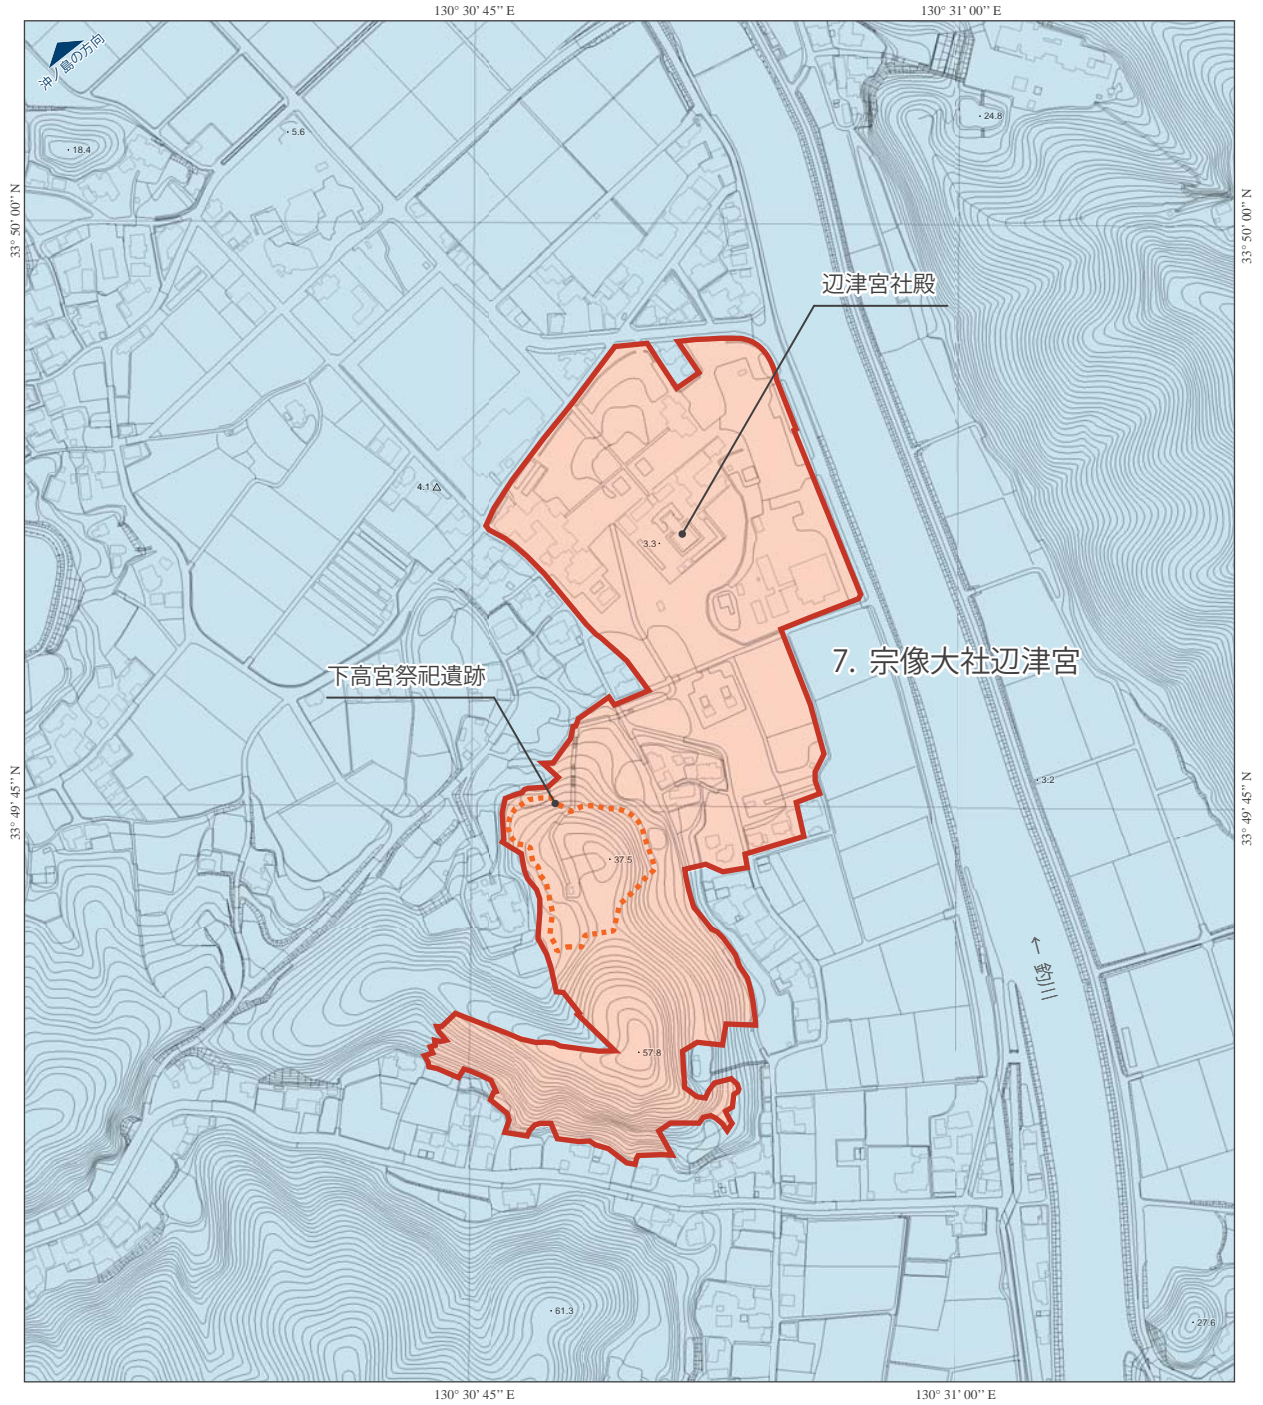 130° 30' 45'' E
130° 31' 00'' E
沖ノ島の方向
24.8
5.6
18.4
33° 50' 00'' N
33° 50' 00'' N
辺津宮社殿
4.1
3.3
7. 宗像大社辺津宮
下高宮祭祀遺跡
33° 49' 45'' N
33° 49' 45'' N
3.2
37.5
← 釣川
57.8
61.3
27.6
130° 30' 45'' E
130° 31' 00'' E